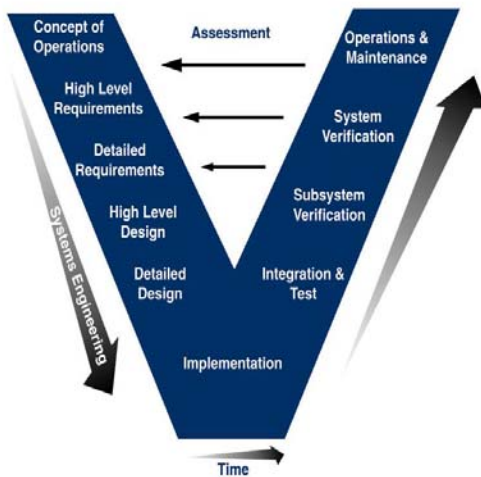 Concept of
Operations
Assessment
Operations &
Maintenance
High Level
Requirements
System
Verification
Detailed
Requirements
Subsystem
Verification
High Level
Design
Detailed
Design
Integration &
Test
Systems Engineering
Implementation
Time